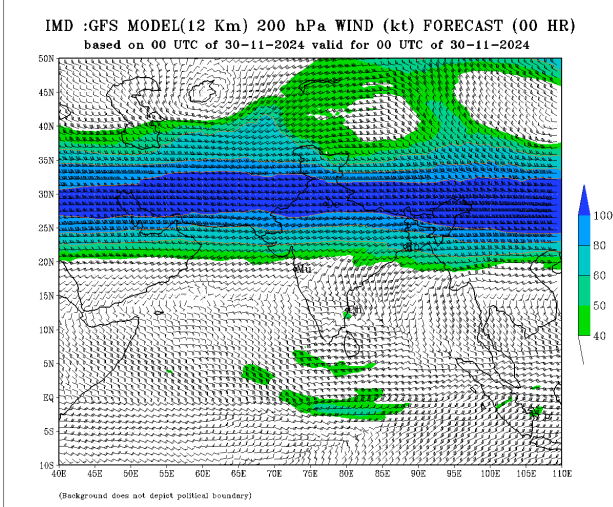 IMD :GFS MODEL(12 Km) 200 hPa WIND (kt) FORECAST (00 HR)
based on 00 UTC of 30-11-2024 valid for 00 UTC of 30-11-2024
50N
45N
40N
35N
30N
25N
20N
15N
10N
5N
EQ
5S
10S
40E 45E 50E 55E 60E 65E 70E 75E 80E 85E 90E 95E 100E 105E 110E
Mu
100
80
60
50
40
(Background does not depict political boundary)